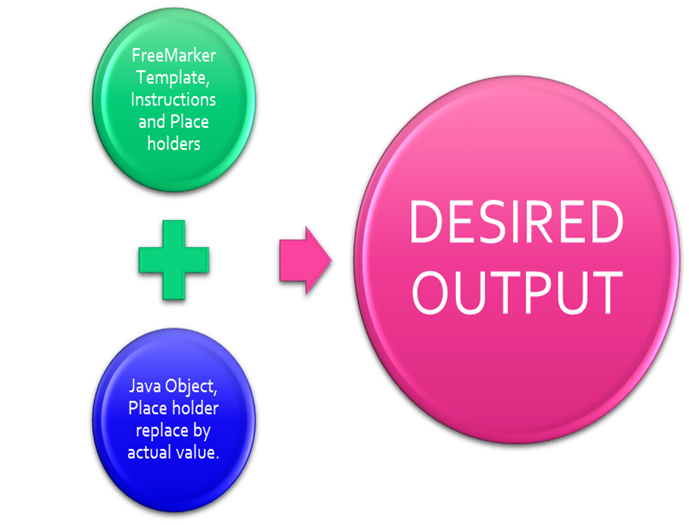 FreeMarker
Template,
Instructions
and Place
holders
Java Object,
Place holder
replace by
actual value.
DESIRED
OUTPUT